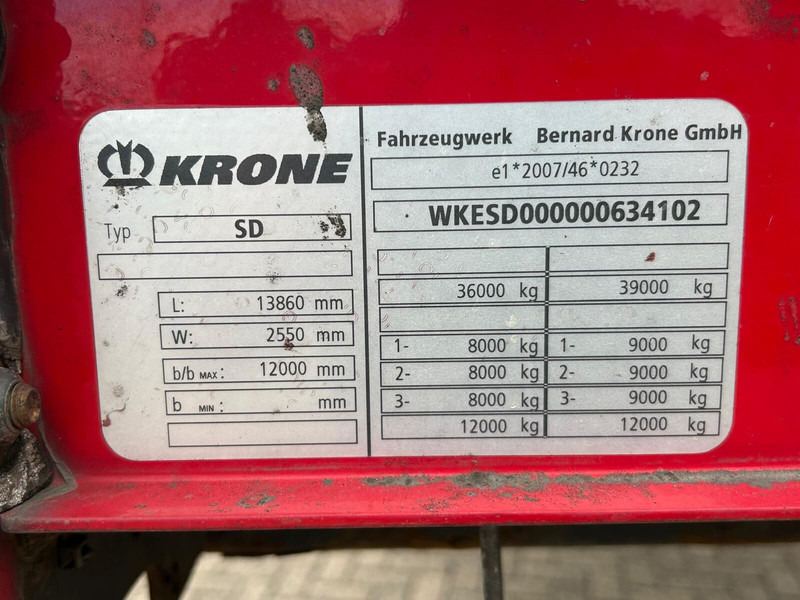 KRONE
Typ SD
L: 13860 mm
W: 2550 mm
b/b MAX: 12000 mm
b MIN: mm
Fahrzeugwerk Bernard Krone GmbH
e1*2007/46*0232
WKESD000000634102
36000 kg 39000 kg
1- 8000 kg 1- 9000 kg
2- 8000 kg 2- 9000 kg
3- 8000 kg 3- 9000 kg
12000 kg 12000 kg